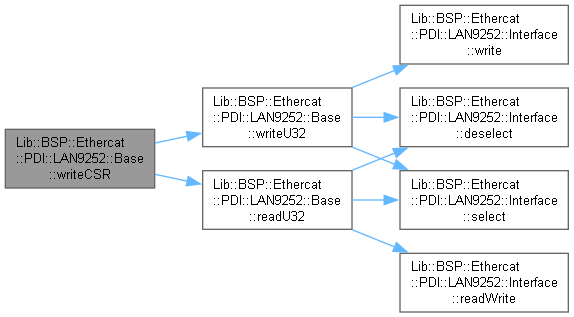 Lib::BSP::Ethercat
::PDI::LAN9252::Base
::writeCSR
Lib::BSP::Ethercat
::PDI::LAN9252::Base
::writeU32
Lib::BSP::Ethercat
::PDI::LAN9252::Base
::readU32
Lib::BSP::Ethercat
::PDI::LAN9252::Interface
::write
Lib::BSP::Ethercat
::PDI::LAN9252::Interface
::deselect
Lib::BSP::Ethercat
::PDI::LAN9252::Interface
::select
Lib::BSP::Ethercat
::PDI::LAN9252::Interface
::readWrite